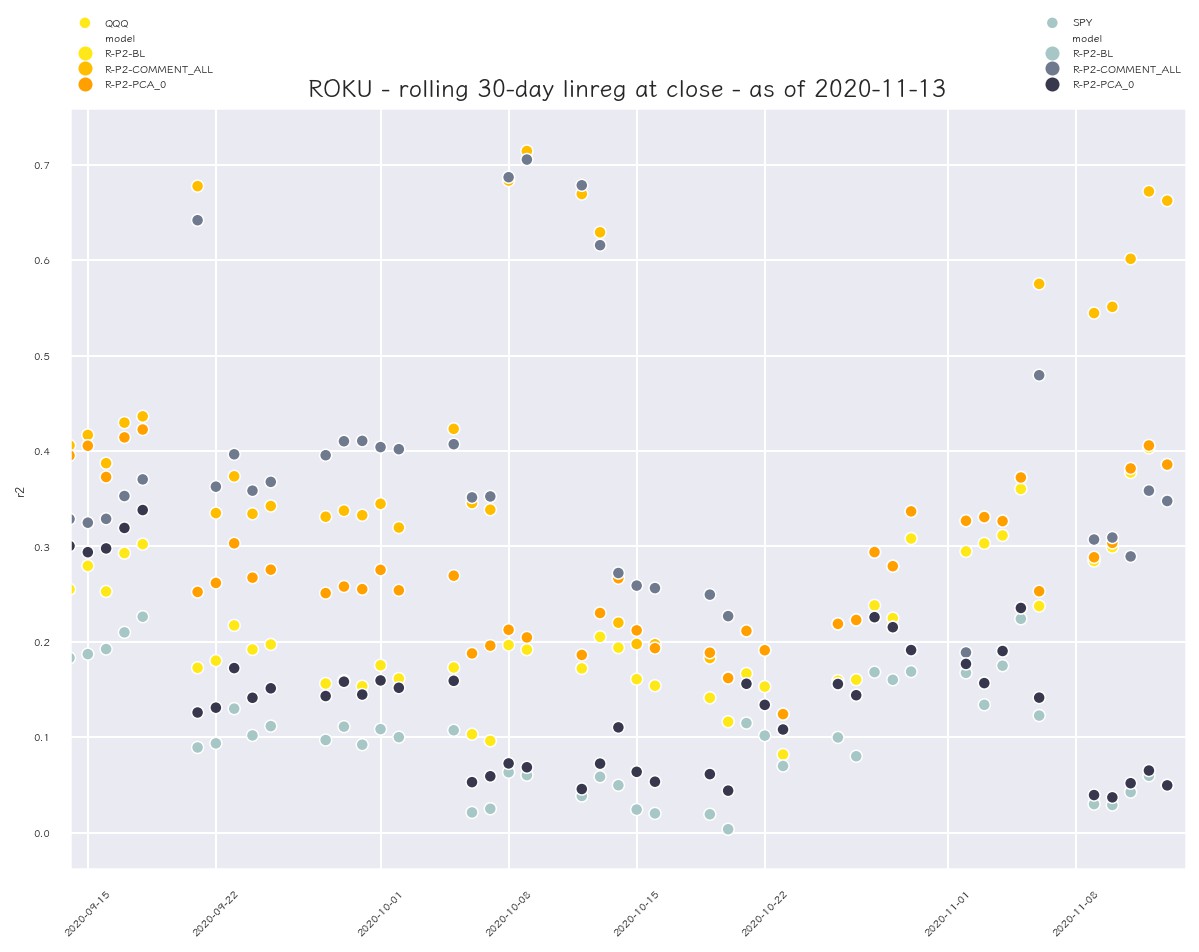 QQQ
model
R-P2-BL
R-P2-COMMENT_ALL
R-P2-PCA_0
SPY
model
R-P2-BL
R-P2-COMMENT_ALL
R-P2-PCA_0
ROKU - rolling 30-day linreg at close - as of 2020-11-13
0.7
0.6
0.5
0.4
0.3
0.2
0.1
0.0
r2
2020-09-15
2020-09-22
2020-10-01
2020-10-08
2020-10-15
2020-10-22
2020-11-01
2020-11-08